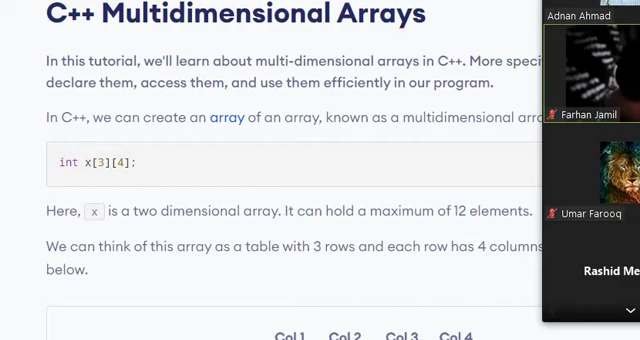 C++ Multidimensional Arrays
In this tutorial, we'll learn about multi-dimensional arrays in C++. More
declare them, access them, and use them efficiently in our program.
In C++, we can create an array of an array, known as a multidimensional
int x[3][4];
Here, x is a two dimensional array. It can hold a maximum of 12 elements.
We can think of this array as a table with 3 rows and each row has 4 columns
below.
Col 1 Col 2 Col 3 Col 4
Adnan Ahmad
Farhan Jamil
Umar Farooq
Rashid